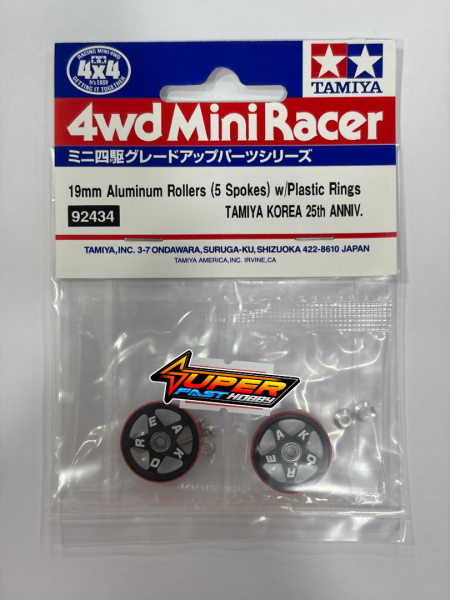 RACING MINI 4WD
4x4
It's EASY
GETTING IT TOGETHER
TAMIYA
4wd Mini Racer
ミニ四駆グレードアップパーツシリーズ
19mm Aluminum Rollers (5 Spokes) w/Plastic Rings
92434
TAMIYA KOREA 25th ANNIV.
TAMIYA, INC. 3-7 ONDAWARA, SURUGA-KU, SHIZUOKA 422-8610 JAPAN
TAMIYA AMERICA, INC. IRVINE, CA
SUPER
FAST HOBBY
KOREA
KOREA